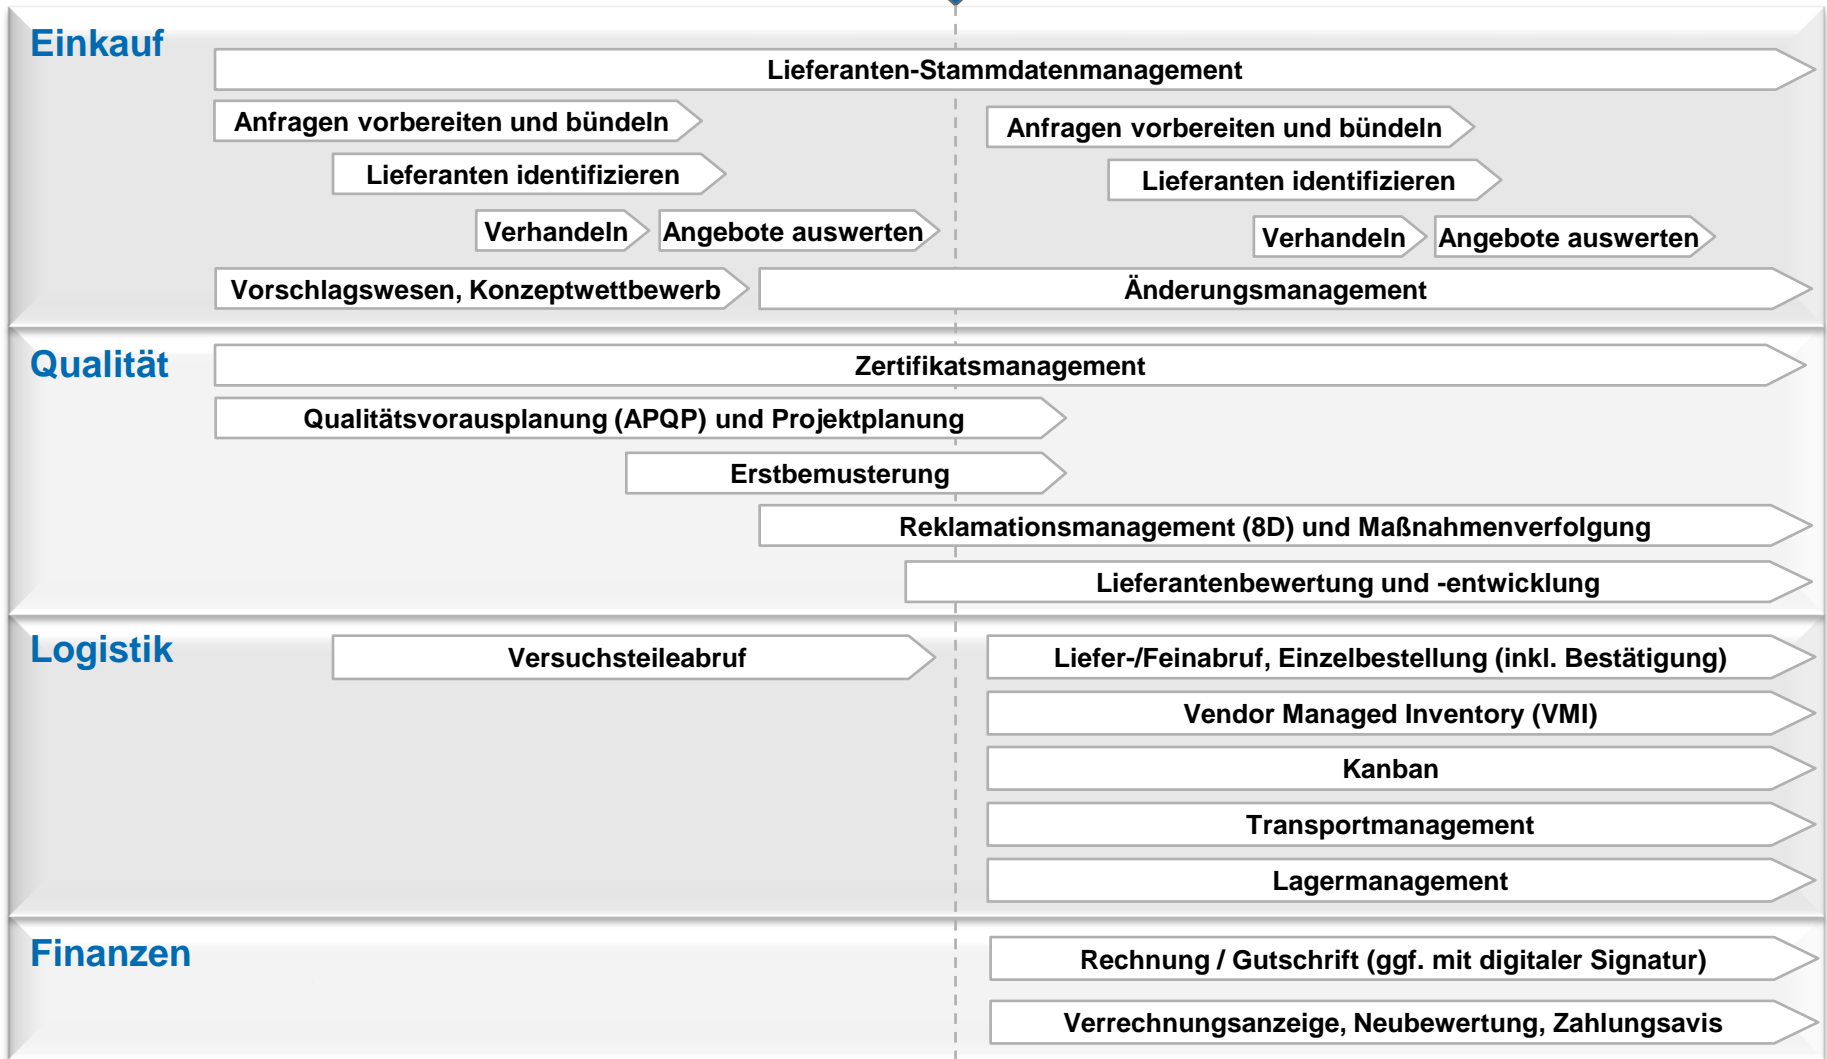 Einkauf
Lieferanten-Stammdatenmanagement
Anfragen vorbereiten und bündeln
Anfragen vorbereiten und bündeln
Lieferanten identifizieren
Lieferanten identifizieren
Verhandeln
Angebote auswerten
Verhandeln
Angebote auswerten
Vorschlagswesen, Konzeptwettbewerb
Änderungsmanagement
Qualität
Zertifikatsmanagement
Qualitätsvorausplanung (APQP) und Projektplanung
Erstbemusterung
Reklamationsmanagement (8D) und Maßnahmenverfolgung
Lieferantenbewertung und -entwicklung
Logistik
Versuchsteileabruf
Liefer-/Feinabruf, Einzelbestellung (inkl. Bestätigung)
Vendor Managed Inventory (VMI)
Kanban
Transportmanagement
Lagermanagement
Finanzen
Rechnung / Gutschrift (ggf. mit digitaler Signatur)
Verrechnungsanzeige, Neubewertung, Zahlungsavis